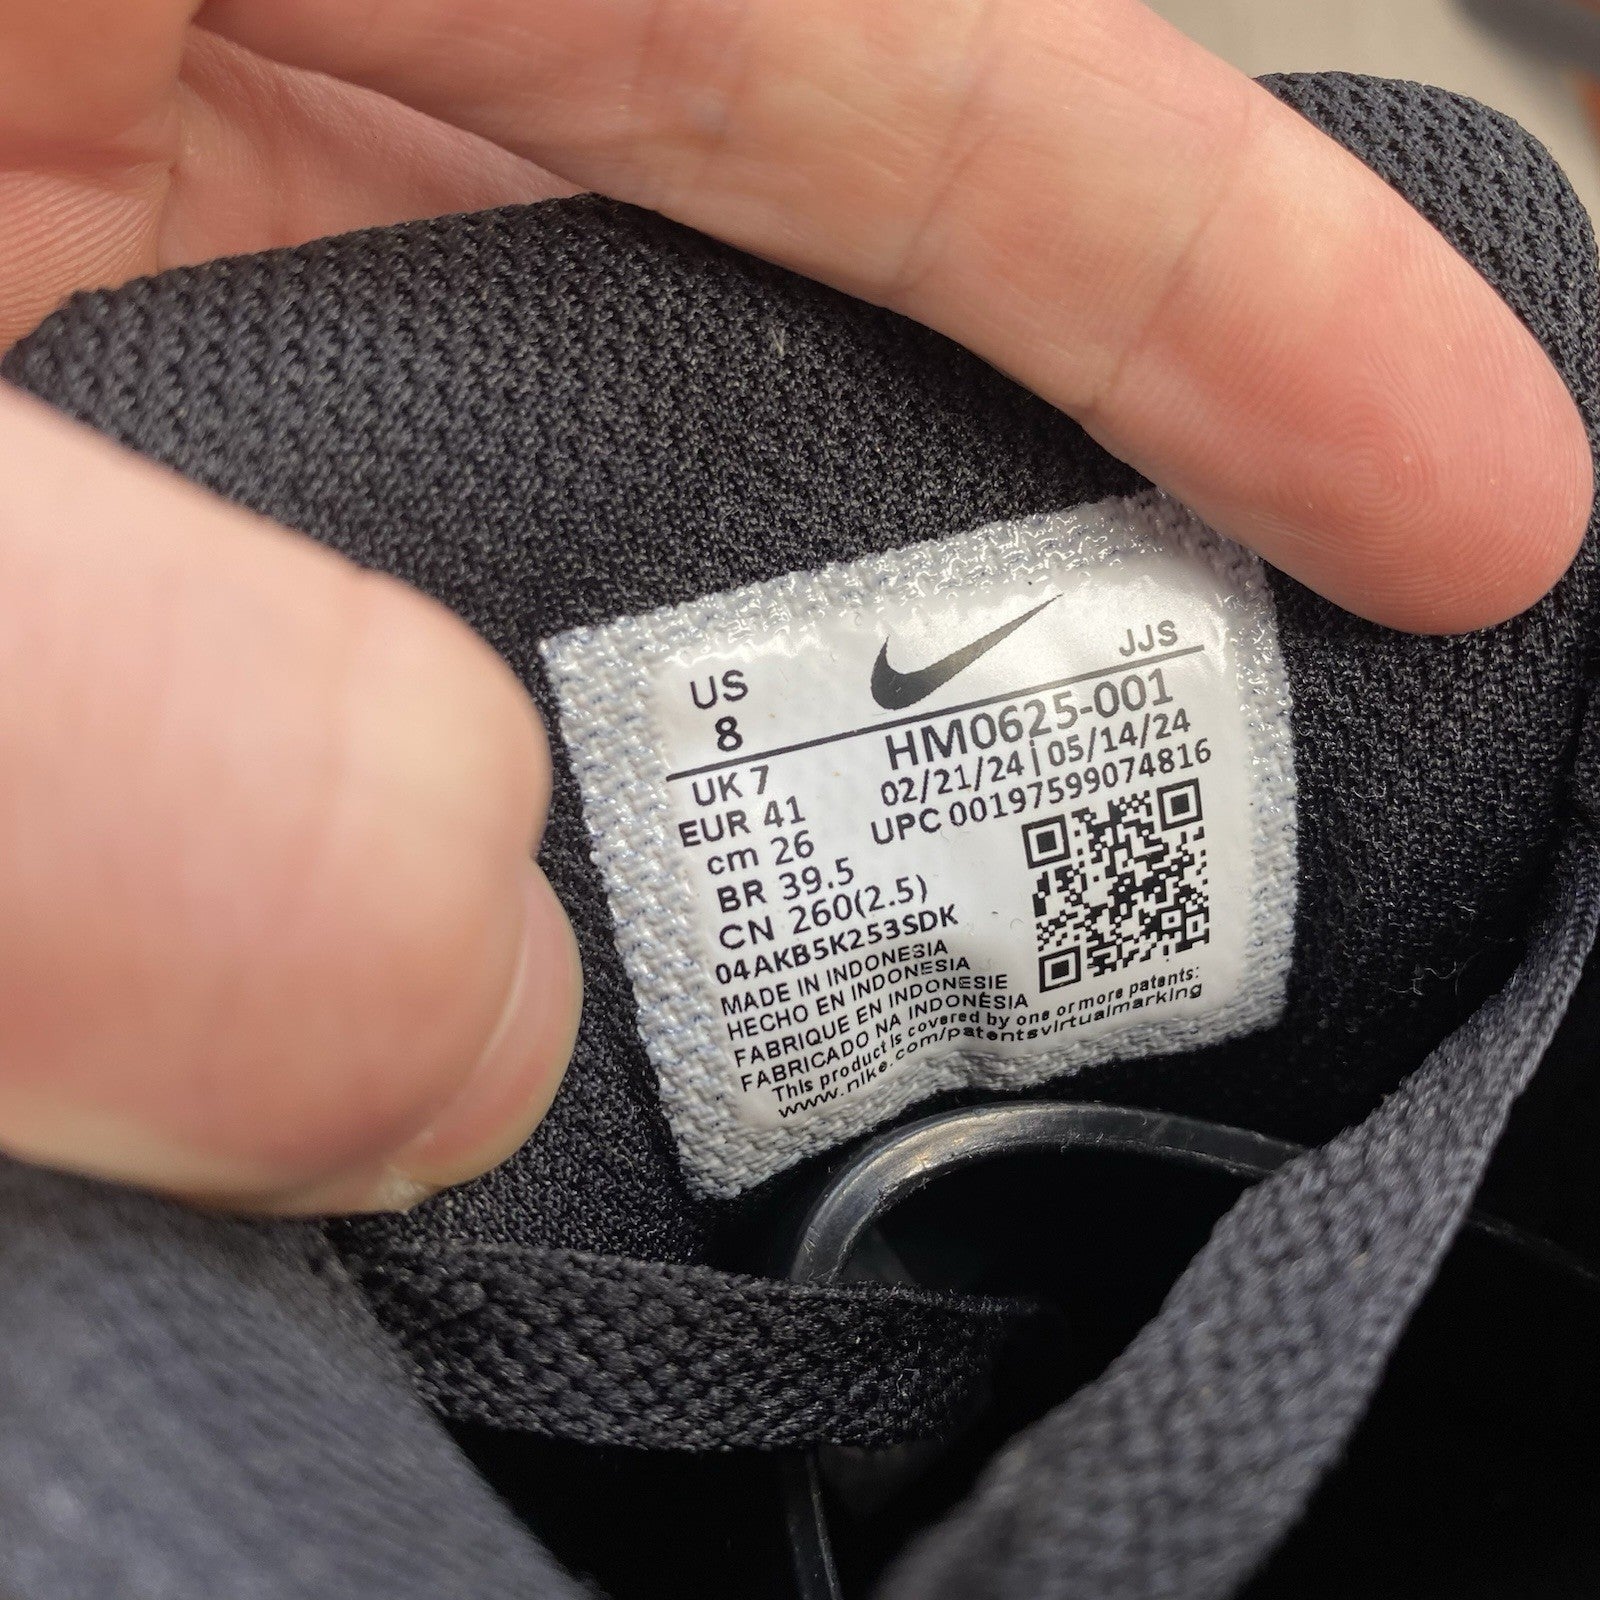 JJS
US
8
HM0625-001
02/21/24|05/14/24
UPC 00197599074816
UK 7
EUR 41
cm 26
BR 39.5
CN 260(2.5)
04AKB5K253SDK
MADE IN INDONESIA
HECHO EN INDONESIA
FABRIQUE EN INDONESIE
FABRICADO NA INDONÉSIA
This product is covered by one or more patents:
www.nike.com/patentsvirtualmarking